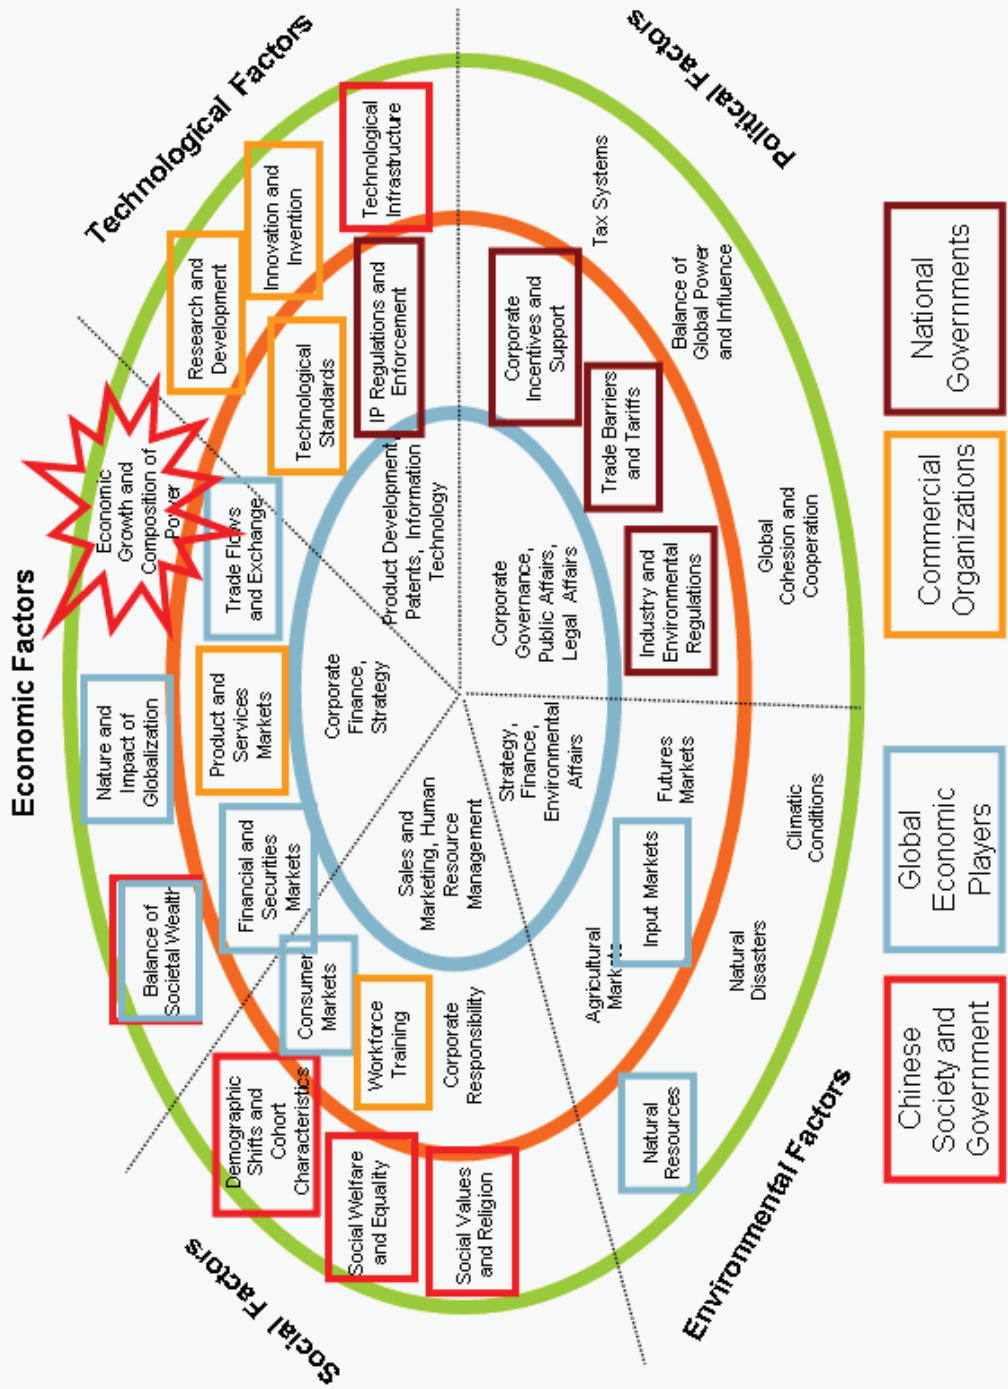 Economic Factors
Technological Factors
Political Factors
Environmental Factors
Social Factors
Economic
Growth and
Composition of
Power
Nature and
Impact of
Globalization
Balance of
Societal Wealth
Trade Flows
and Exchange
Product and
Services
Markets
Financial and
Securities
Markets
Corporate
Finance,
Strategy
Research and
Development
Innovation and
Invention
Technological
Infrastructure
Technological
Standards
IP Regulations and
Enforcement
Product Development,
Patents, Information
Technology
Corporate
Incentives and
Support
Trade Barriers
and Tariffs
Industry and
Environmental
Regulations
Corporate
Governance,
Public Affairs,
Legal Affairs
Tax Systems
Balance of
Global Power
and Influence
Global
Cohesion and
Cooperation
Strategy,
Finance,
Environmental
Affairs
Futures
Markets
Input Markets
Agricultural
Markets
Climatic
Conditions
Natural
Disasters
Natural
Resources
Sales and
Marketing, Human
Resource
Management
Consumer
Markets
Workforce
Training
Corporate
Responsibility
Demographic
Shifts and
Cohort
Characteristics
Social Welfare
and Equality
Social Values
and Religion
Chinese
Society and
Government
Global
Economic
Players
Commercial
Organizations
National
Governments